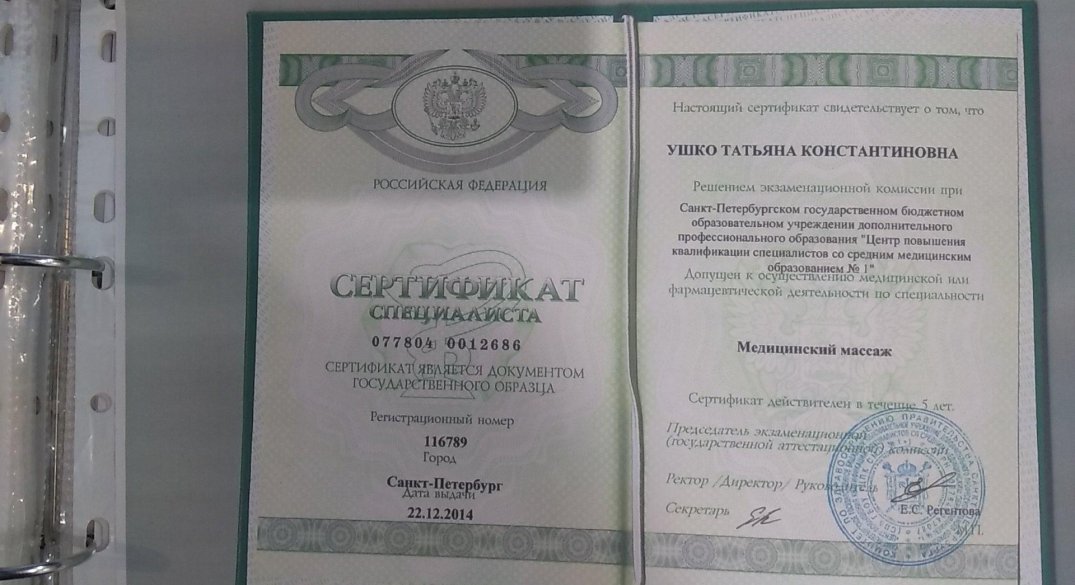 РОССИЙСКАЯ ФЕДЕРАЦИЯ
СЕРТИФИКАТ
СПЕЦИАЛИСТА
077804 0012686
СЕРТИФИКАТ ЯВЛЯЕТСЯ ДОКУМЕНТОМ
ГОСУДАРСТВЕННОГО ОБРАЗЦА
Регистрационный номер
116789
Город
Санкт-Петербург
Дата выдачи
22.12.2014
Настоящий сертификат свидетельствует о том, что
УШКО ТАТЬЯНА КОНСТАНТИНОВНА
Решением экзаменационной комиссии при
Санкт-Петербургском государственном бюджетном
образовательном учреждении дополнительного
профессионального образования "Центр повышения
квалификации специалистов со средним медицинским
образованием № 1"
Допущен к осуществлению медицинской или
фармацевтической деятельности по специальности
Медицинский массаж
Сертификат действителен в течение 5 лет.
Председатель экзаменационной
(государственной аттестационной) комиссии
Ректор /Директор/ Руководитель
Е.С. Регентова
Секретарь
М.П.